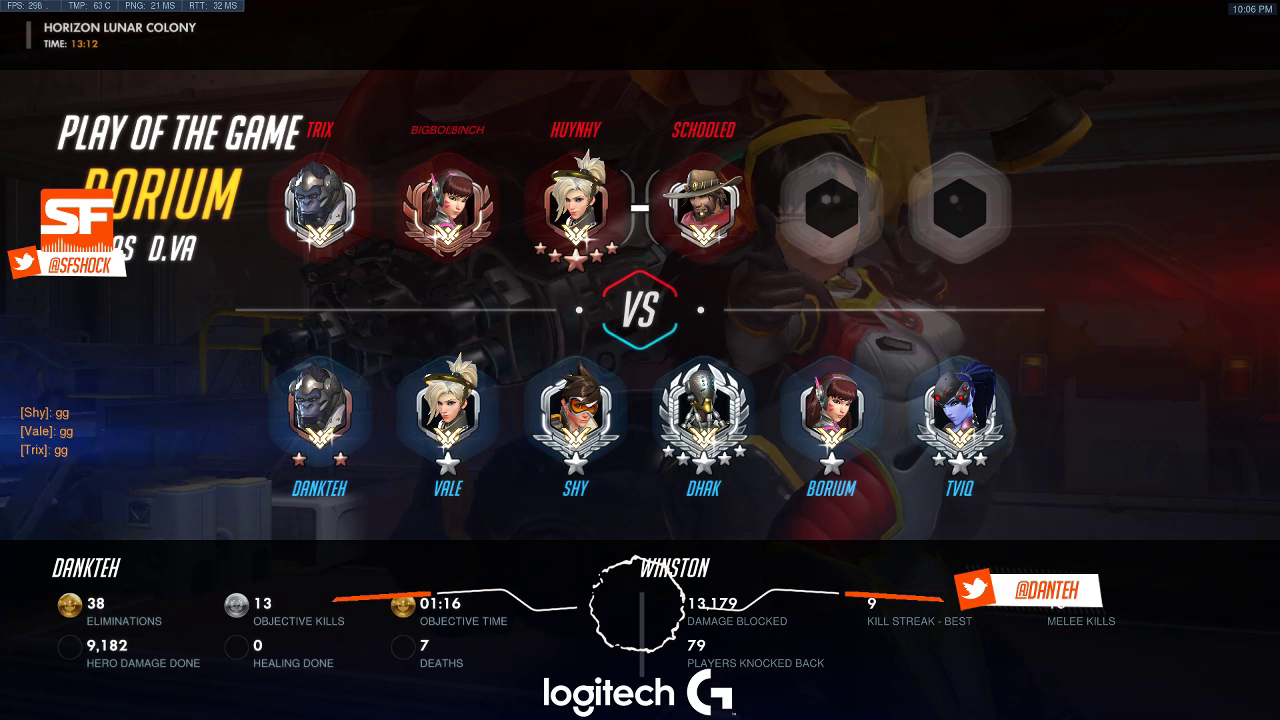 FPS: 298 TMP: 63 C PNG: 21 MS RTT: 32 MS
10:06 PM
HORIZON LUNAR COLONY
TIME: 13:12
PLAY OF THE GAME
TRIX
BIGBOI8INCH
HUYNHY
SCHOOLED
BORIUM
AS D.VA
SF
@SFSHOCK
VS
[Shy]: gg
[Vale]: gg
[Trix]: gg
DANKTEH
VALE
SHY
DHAK
BORIUM
TVIQ
DANKTEH
WINSTON
@DANTEH
38
ELIMINATIONS
13
OBJECTIVE KILLS
01:16
OBJECTIVE TIME
13,179
DAMAGE BLOCKED
9
KILL STREAK - BEST
MELEE KILLS
9,182
HERO DAMAGE DONE
0
HEALING DONE
7
DEATHS
79
PLAYERS KNOCKED BACK
logitech G